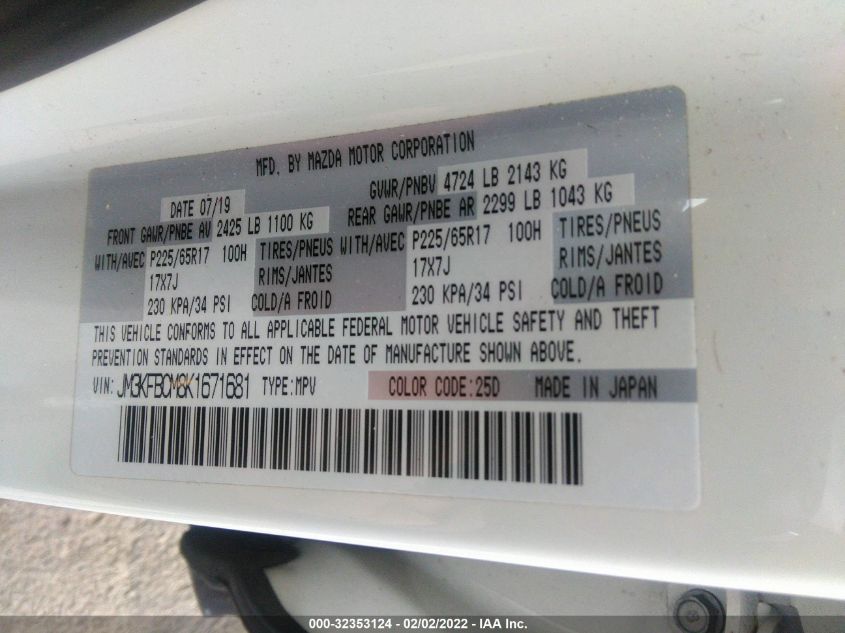 MFD. BY MAZDA MOTOR CORPORATION
DATE 07/19 GVWR/PNBV 4724 LB 2143 KG
FRONT GAWR/PNBE AV 2425 LB 1100 KG REAR GAWR/PNBE AR 2299 LB 1043 KG
WITH/AVEC P225/65R17 100H TIRES/PNEUS WITH/AVEC P225/65R17 100H TIRES/PNEUS
17X7J RIMS/JANTES 17X7J RIMS/JANTES
230 KPA/34 PSI COLD/A FROID 230 KPA/34 PSI COLD/A FROID
THIS VEHICLE CONFORMS TO ALL APPLICABLE FEDERAL MOTOR VEHICLE SAFETY AND THEFT
PREVENTION STANDARDS IN EFFECT ON THE DATE OF MANUFACTURE SHOWN ABOVE.
VIN: JM3KFBCM8K1671681 TYPE:MPV COLOR CODE:25D MADE IN JAPAN
000-32353124 - 02/02/2022 - IAA Inc.